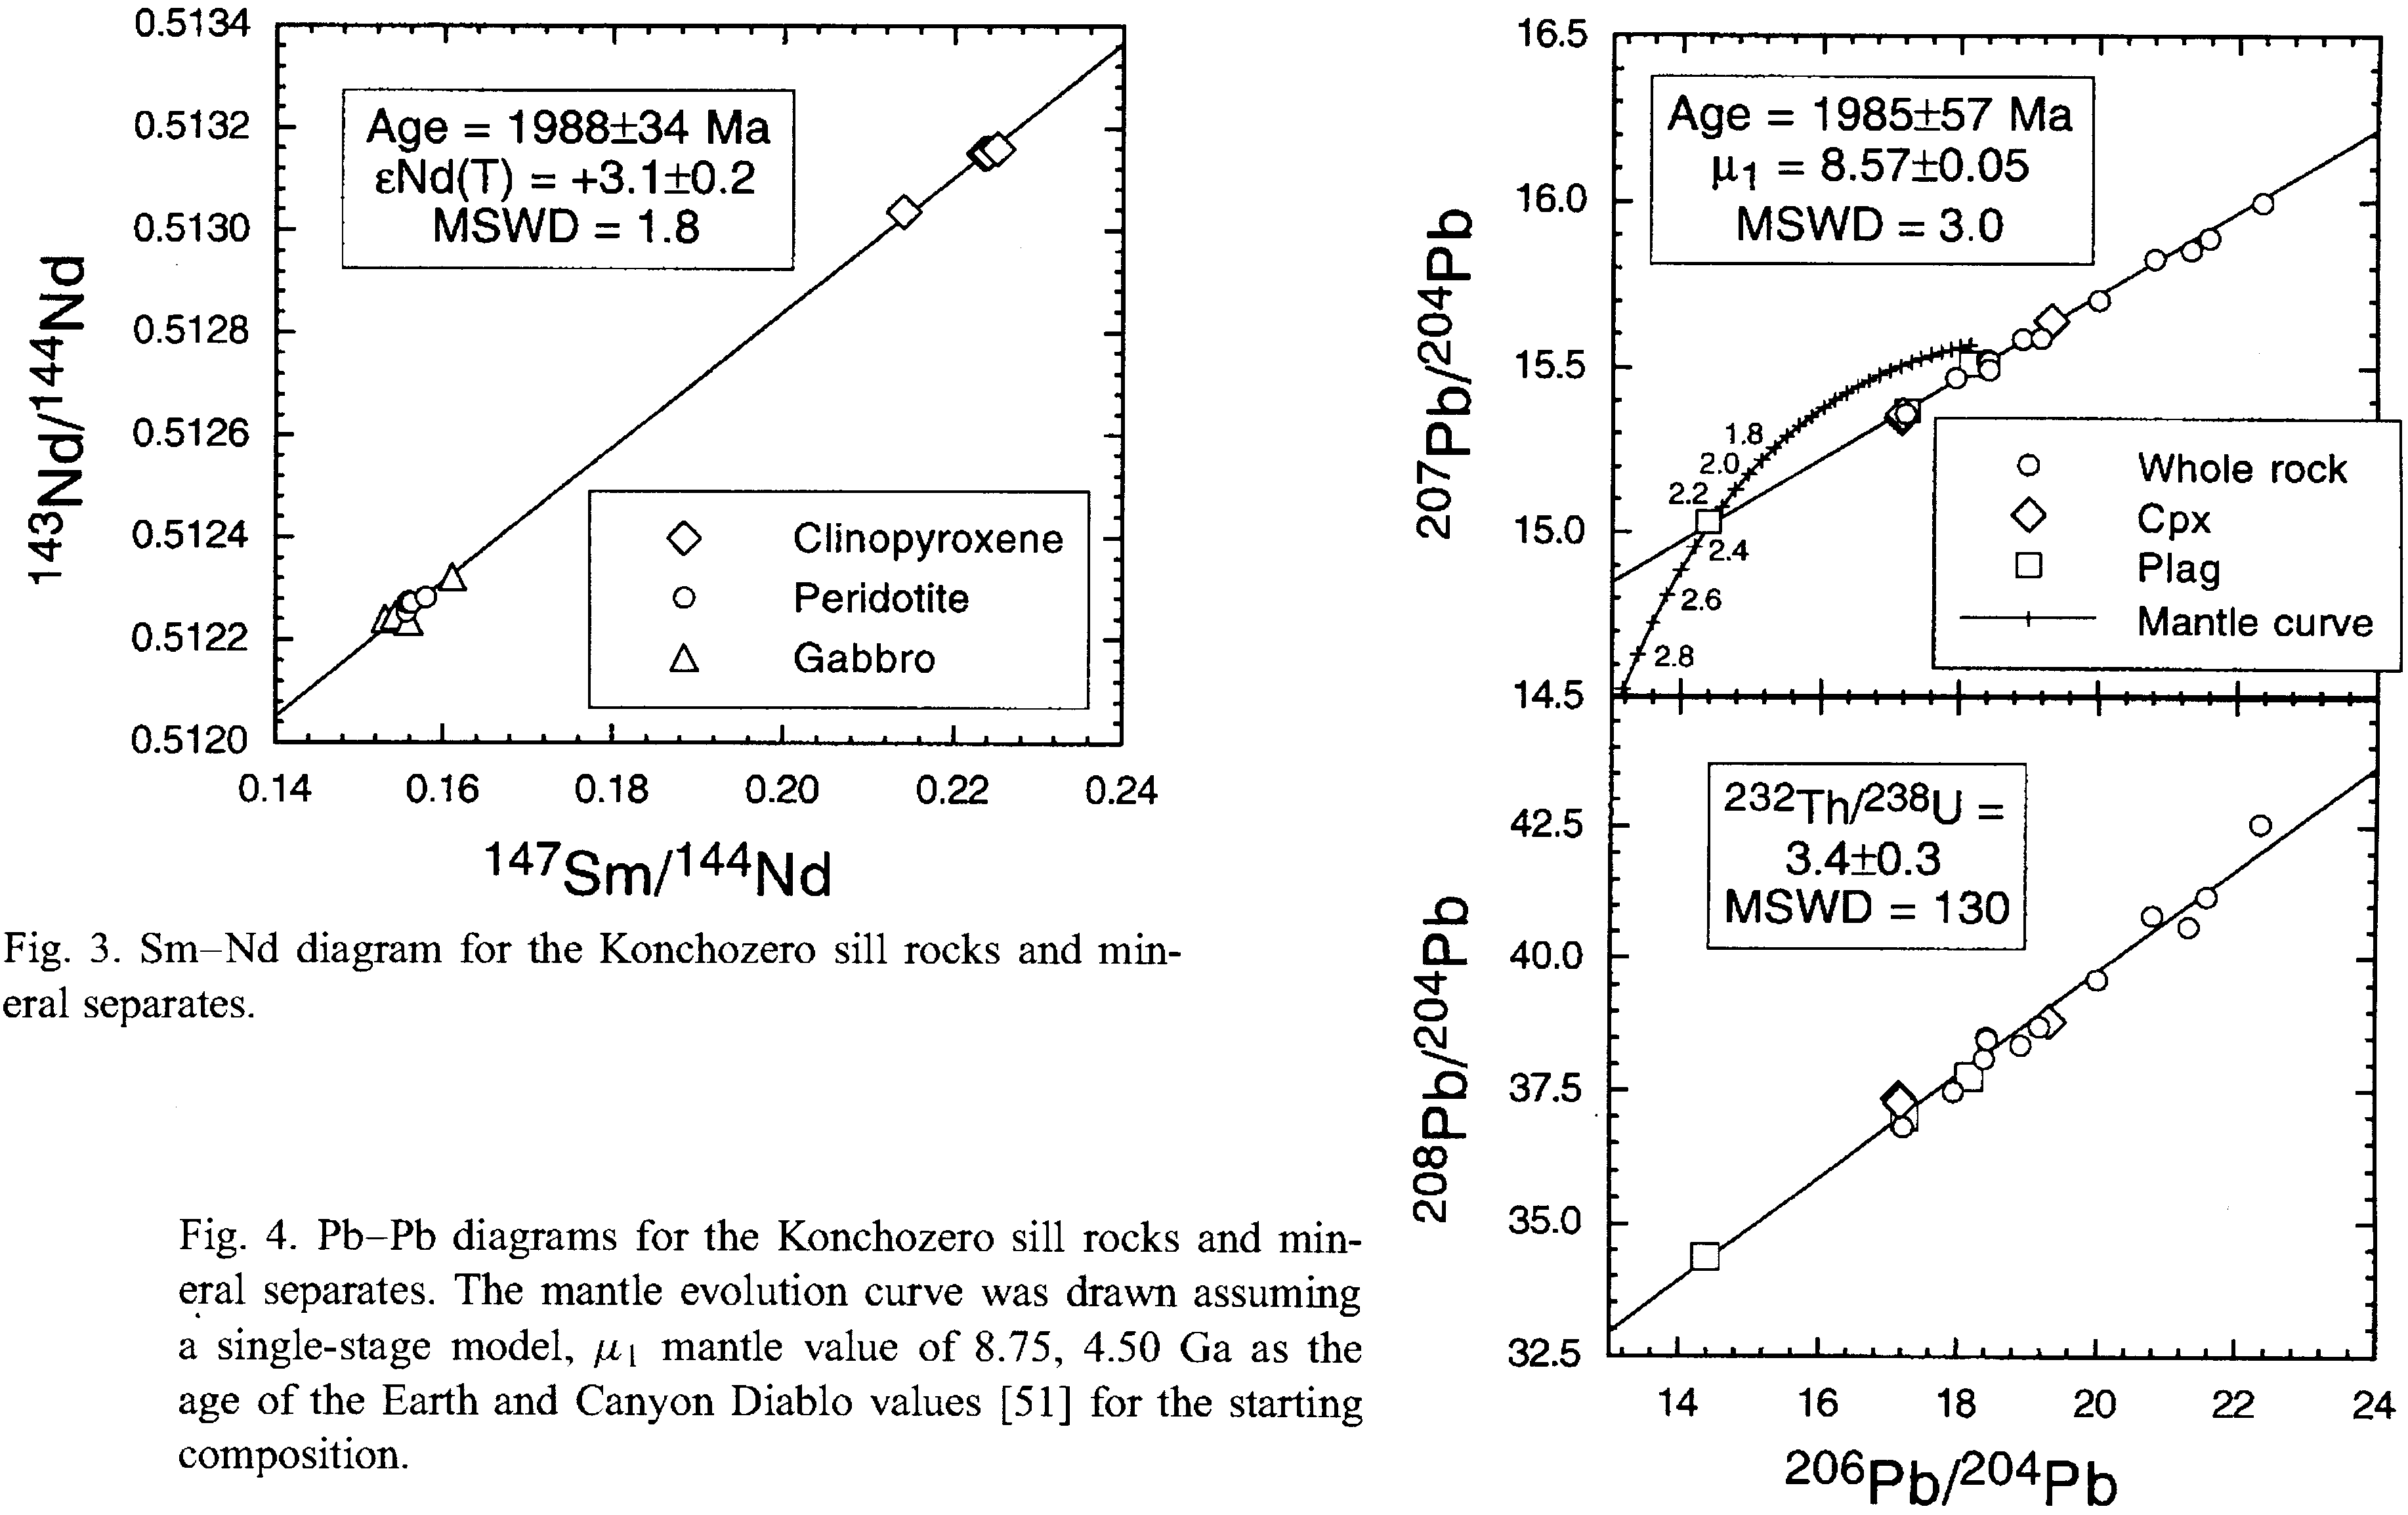 0.5134
0.5132
0.5130
0.5128
0.5126
0.5124
0.5122
0.5120
143Nd/144Nd
Age = 1988±34 Ma
εNd(T) = +3.1±0.2
MSWD = 1.8
Clinopyroxene
Peridotite
Gabbro
0.14 0.16 0.18 0.20 0.22 0.24
147Sm/144Nd
Fig. 3. Sm–Nd diagram for the Konchozero sill rocks and min-
eral separates.
Fig. 4. Pb–Pb diagrams for the Konchozero sill rocks and min-
eral separates. The mantle evolution curve was drawn assuming
a single-stage model, μ1 mantle value of 8.75, 4.50 Ga as the
age of the Earth and Canyon Diablo values [51] for the starting
composition.
16.5
16.0
15.5
15.0
14.5
207Pb/204Pb
Age = 1985±57 Ma
μ1 = 8.57±0.05
MSWD = 3.0
1.8
2.0
2.2
2.4
2.6
2.8
Whole rock
Cpx
Plag
Mantle curve
42.5
40.0
37.5
35.0
32.5
208Pb/204Pb
232Th/238U =
3.4±0.3
MSWD = 130
14 16 18 20 22 24
206Pb/204Pb